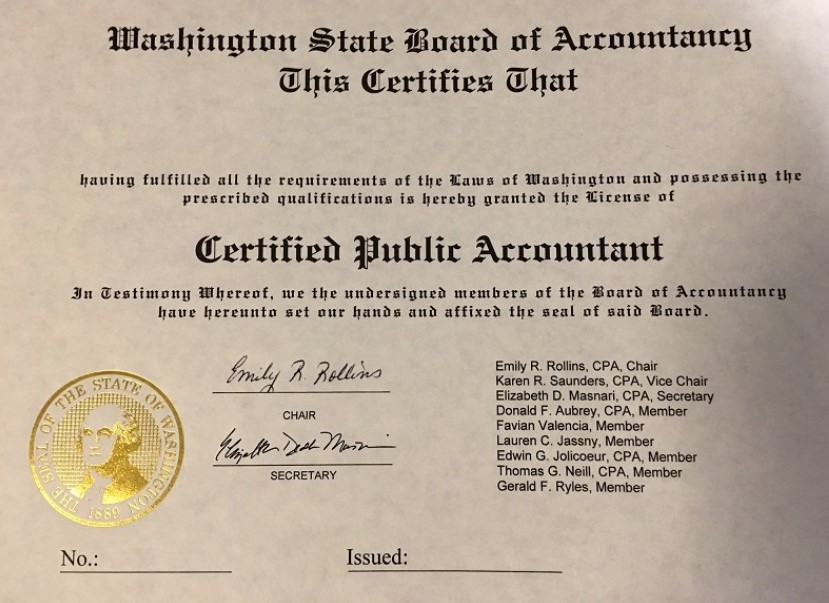 Washington State Board of Accountancy
This Certifies That
having fulfilled all the requirements of the Laws of Washington and possessing the
prescribed qualifications is hereby granted the License of
Certified Public Accountant
In Testimony Whereof, we the undersigned members of the Board of Accountancy
have hereunto set our hands and affixed the seal of said Board.
Emily R. Rollins
CHAIR
Elizabeth Masnari
SECRETARY
Emily R. Rollins, CPA, Chair
Karen R. Saunders, CPA, Vice Chair
Elizabeth D. Masnari, CPA, Secretary
Donald F. Aubrey, CPA, Member
Favian Valencia, Member
Lauren C. Jassny, Member
Edwin G. Jolicoeur, CPA, Member
Thomas G. Neill, CPA, Member
Gerald F. Ryles, Member
THE SEAL OF THE STATE OF WASHINGTON
1889
No.:
Issued: